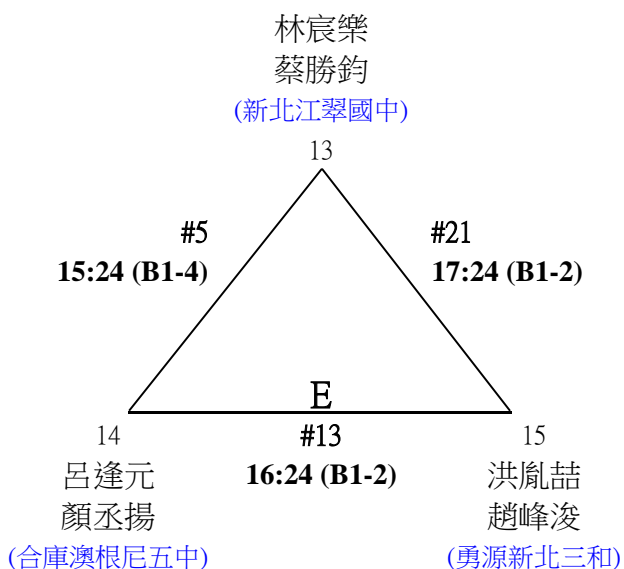 林宸樂
蔡勝鈞
(新北江翠國中)
13
#5
#21
15:24 (B1-4)
17:24 (B1-2)
E
14
#13
15
呂逢元
16:24 (B1-2)
洪胤喆
顏丞揚
趙峰浚
(合庫澳根尼五中)
(勇源新北三和)